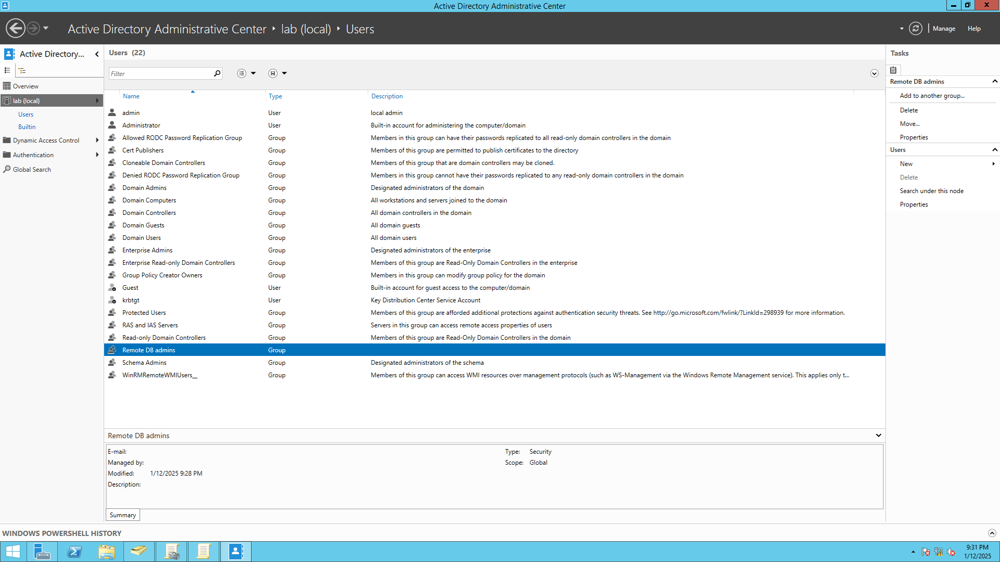 Active Directory Administrative Center
Active Directory Administrative Center ‣ lab (local) ‣ Users
Manage
Help
Active Directory...
Overview
lab (local)
Users
Builtin
Dynamic Access Control
Authentication
Global Search
Users (22)
Filter
Name Type Description
admin User local admin
Administrator User Built-in account for administering the computer/domain
Allowed RODC Password Replication Group Group Members in this group can have their passwords replicated to all read-only domain controllers in the domain
Cert Publishers Group Members of this group are permitted to publish certificates to the directory
Cloneable Domain Controllers Group Members of this group that are domain controllers may be cloned.
Denied RODC Password Replication Group Group Members in this group cannot have their passwords replicated to any read-only domain controllers in the domain
Domain Admins Group Designated administrators of the domain
Domain Computers Group All workstations and servers joined to the domain
Domain Controllers Group All domain controllers in the domain
Domain Guests Group All domain guests
Domain Users Group All domain users
Enterprise Admins Group Designated administrators of the enterprise
Enterprise Read-only Domain Controllers Group Members of this group are Read-Only Domain Controllers in the enterprise
Group Policy Creator Owners Group Members in this group can modify group policy for the domain
Guest User Built-in account for guest access to the computer/domain
krbtgt User Key Distribution Center Service Account
Protected Users Group Members of this group are afforded additional protections against authentication security threats. See http://go.microsoft.com/fwlink/?LinkId=298939 for more information.
RAS and IAS Servers Group Servers in this group can access remote access properties of users
Read-only Domain Controllers Group Members of this group are Read-Only Domain Controllers in the domain
Remote DB admins Group
Schema Admins Group Designated administrators of the schema
WinRMRemoteWMIUsers__ Group Members of this group can access WMI resources over management protocols (such as WS-Management via the Windows Remote Management service). This applies only t...
Remote DB admins
E-mail:
Managed by:
Modified: 1/12/2025 9:28 PM
Description:
Type: Security
Scope: Global
Summary
Tasks
Remote DB admins
Add to another group...
Delete
Move...
Properties
Users
New
Delete
Search under this node
Properties
WINDOWS POWERSHELL HISTORY
9:31 PM
1/12/2025